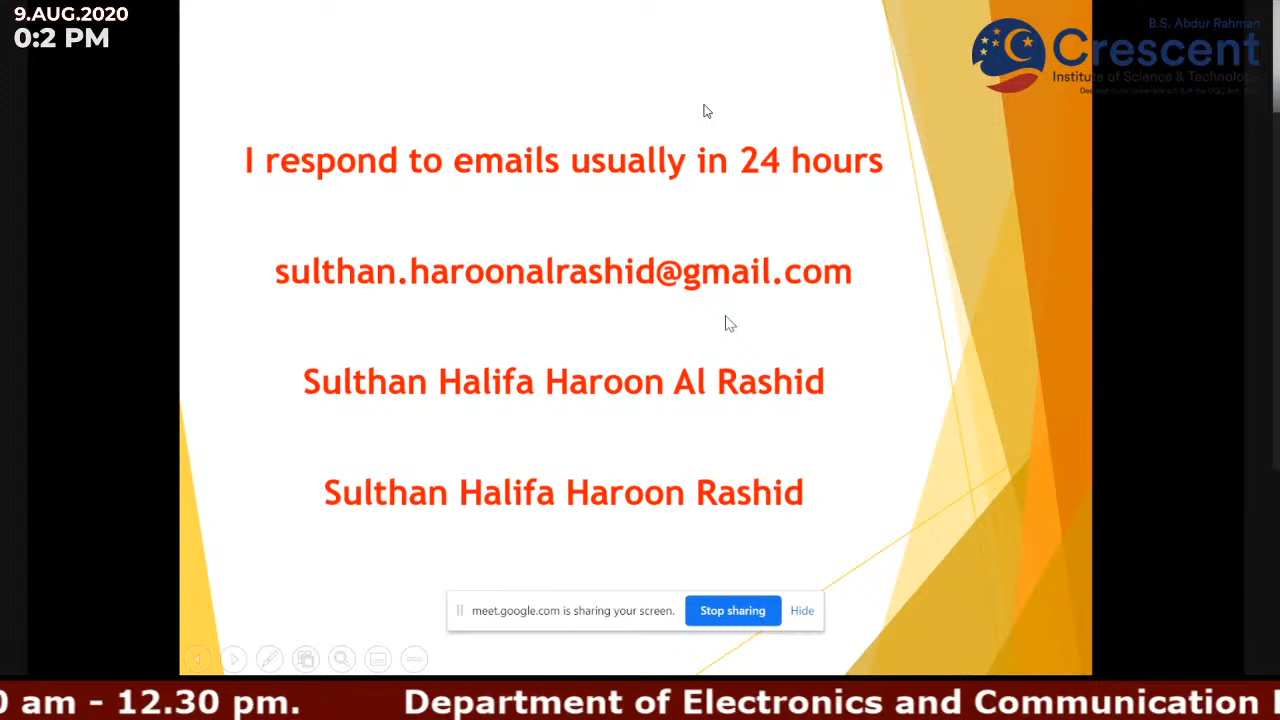 9.AUG.2020
0:2 PM
B.S. Abdur Rahman
Crescent
Institute of Science & Technology
I respond to emails usually in 24 hours
sulthan.haroonalrashid@gmail.com
Sulthan Halifa Haroon Al Rashid
Sulthan Halifa Haroon Rashid
meet.google.com is sharing your screen. Stop sharing Hide
0 am - 12.30 pm. Department of Electronics and Communication